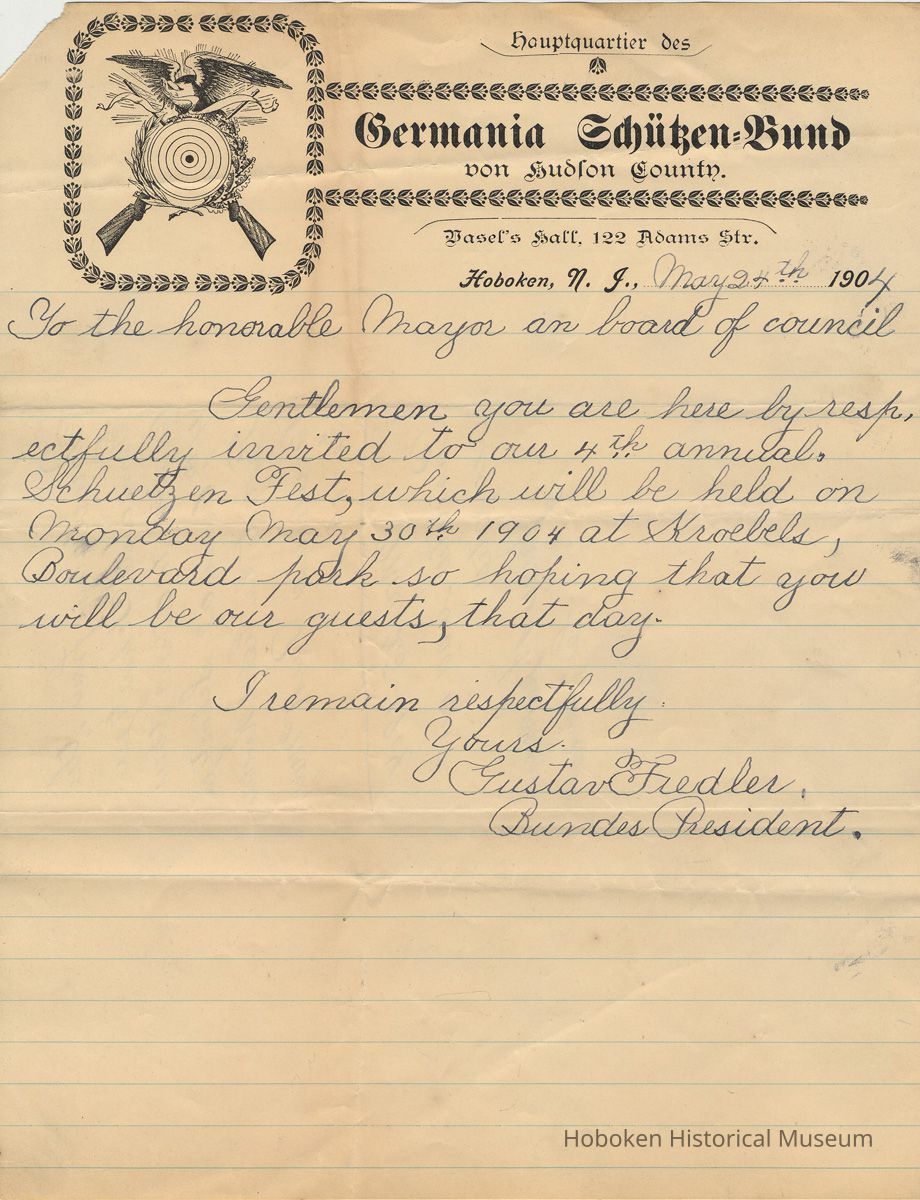 Hauptquartier des
Germania Schützen-Bund
von Hudson County.
Vasel's Hall, 122 Adams Str.
Hoboken, N. J., May 24th 1904
To the honorable Mayor an board of council
Gentlemen you are here by resp,
ectfully invited to our 4th annual.
Schuetzen Fest, which will be held on
Monday May 30th 1904 at Kroebels,
Boulevard park so hoping that you
will be our guests, that day.
I remain respectfully
Yours.
Gustav Fiedler.
Bundes President.
Hoboken Historical Museum